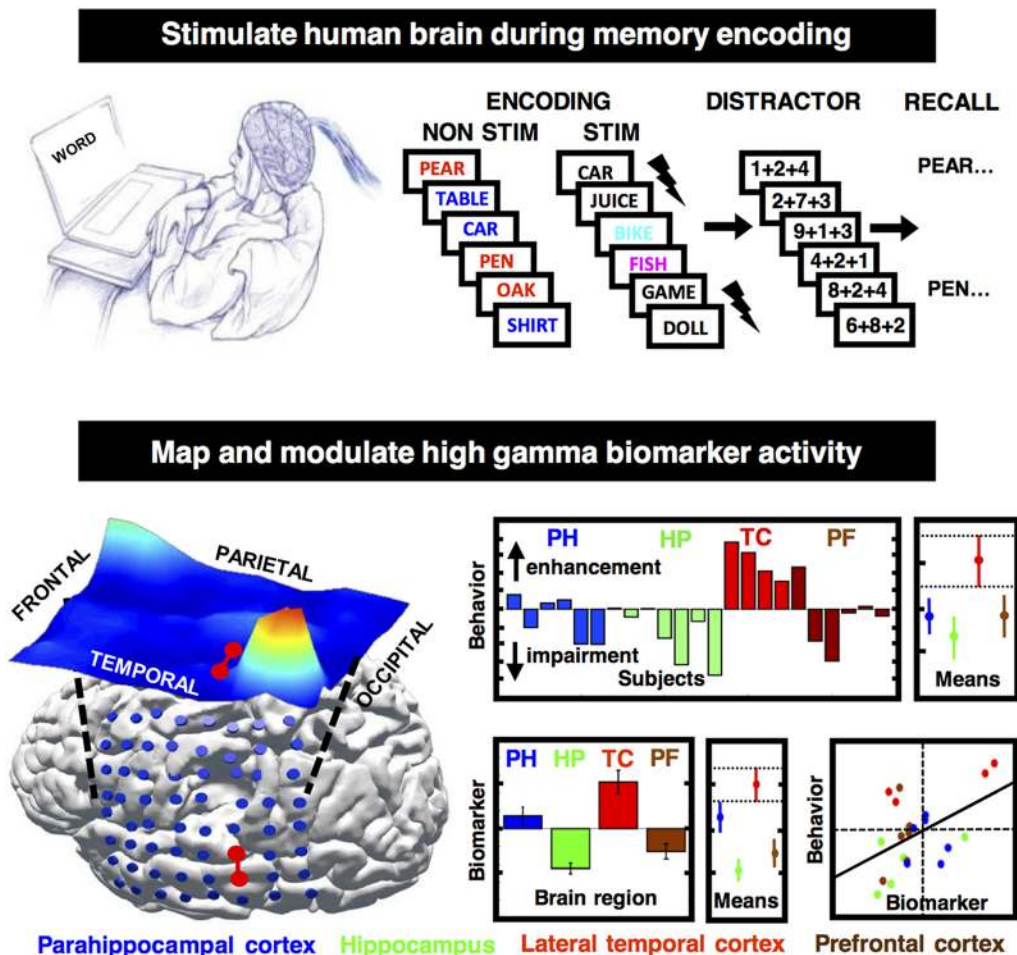 Stimulate human brain during memory encoding
WORD
ENCODING
DISTRACTOR
RECALL
NON STIM
STIM
PEAR
TABLE
CAR
PEN
OAK
SHIRT
CAR
JUICE
BIKE
FISH
GAME
DOLL
1+2+4
2+7+3
9+1+3
4+2+1
8+2+4
6+8+2
PEAR...
PEN...
Map and modulate high gamma biomarker activity
FRONTAL
PARIETAL
TEMPORAL
OCCIPITAL
Behavior
PH
HP
TC
PF
enhancement
impairment
Subjects
Means
Biomarker
PH
HP
TC
PF
Brain region
Means
Behavior
Biomarker
Parahippocampal cortex
Hippocampus
Lateral temporal cortex
Prefrontal cortex